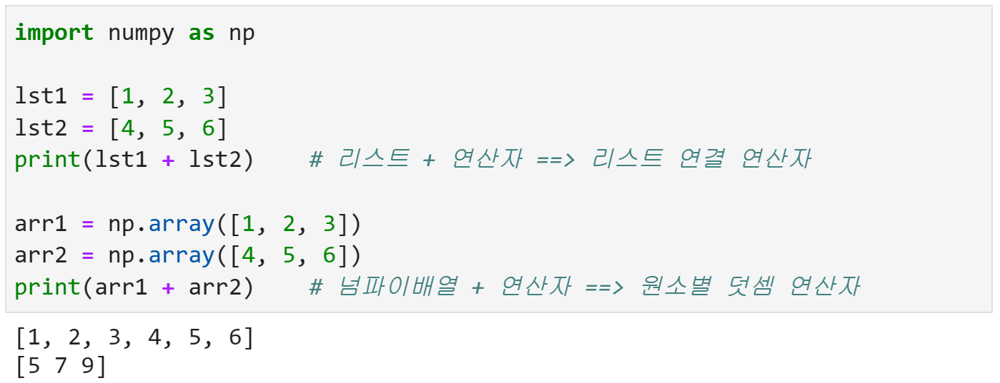 import numpy as np
lst1 = [1, 2, 3]
lst2 = [4, 5, 6]
print(lst1 + lst2)    # 리스트 + 연산자 ==> 리스트 연결 연산자
arr1 = np.array([1, 2, 3])
arr2 = np.array([4, 5, 6])
print(arr1 + arr2)    # 넘파이배열 + 연산자 ==> 원소별 덧셈 연산자
[1, 2, 3, 4, 5, 6]
[5 7 9]